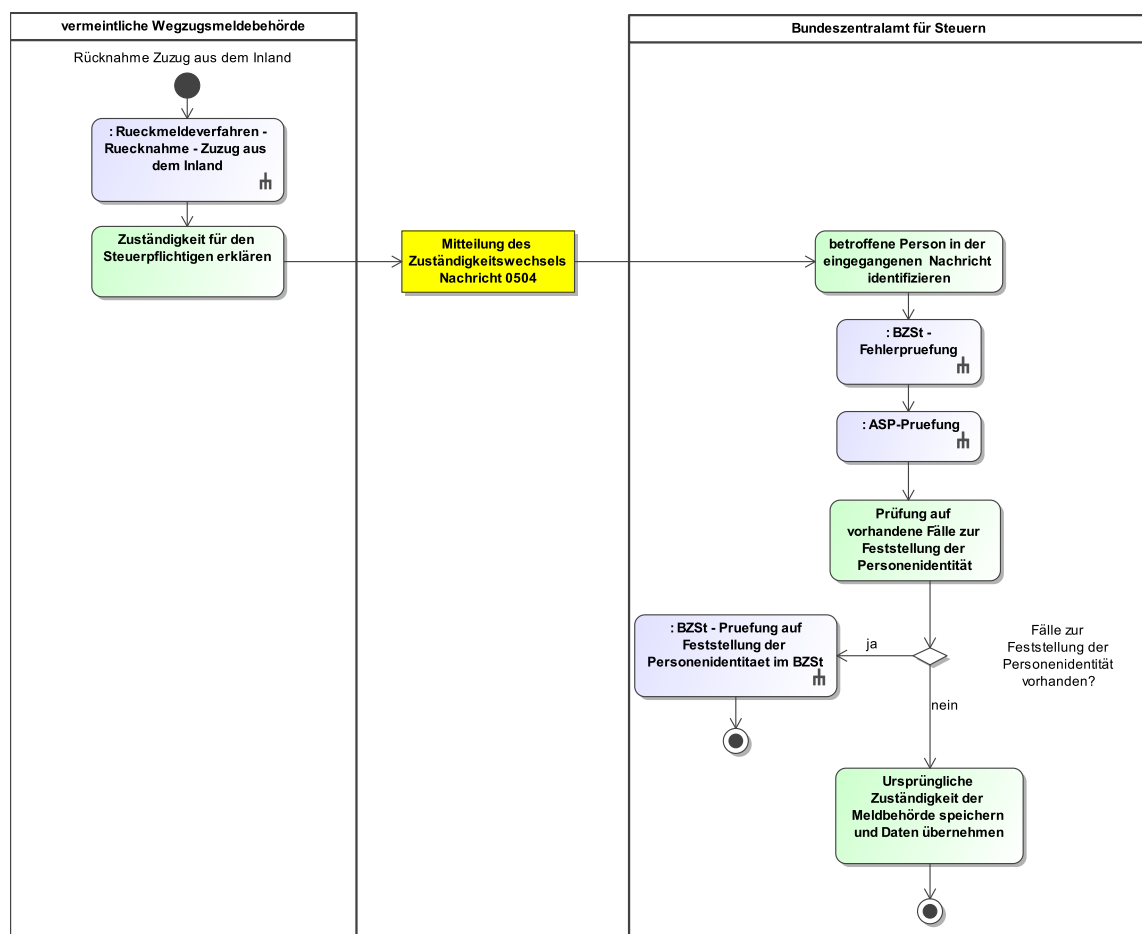 vermeintliche Wegzugsmeldebehörde
Bundeszentralamt für Steuern
Rücknahme Zuzug aus dem Inland
: Rueckmeldeverfahren -
Ruecknahme - Zuzug aus
dem Inland
Zuständigkeit für den
Steuerpflichtigen erklären
Mitteilung des
Zuständigkeitswechsels
Nachricht 0504
betroffene Person in der
eingegangenen Nachricht
identifizieren
: BZSt -
Fehlerpruefung
: ASP-Pruefung
Prüfung auf
vorhandene Fälle zur
Feststellung der
Personenidentität
Fälle zur
Feststellung der
Personenidentität
vorhanden?
ja
: BZSt - Pruefung auf
Feststellung der
Personenidentitaet im BZSt
nein
Ursprüngliche
Zuständigkeit der
Meldbehörde speichern
und Daten übernehmen